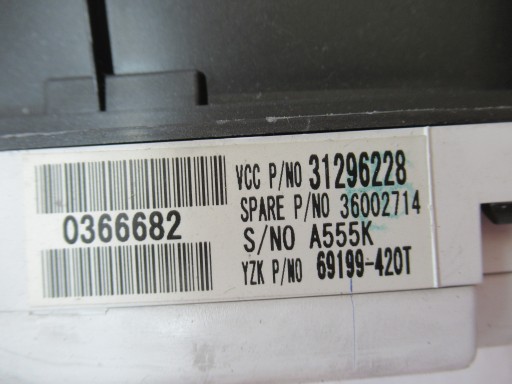 0366682
VCC P/NO 31296228
SPARE P/NO 36002714
S/NO A555K
YZK P/NO 69199-420T